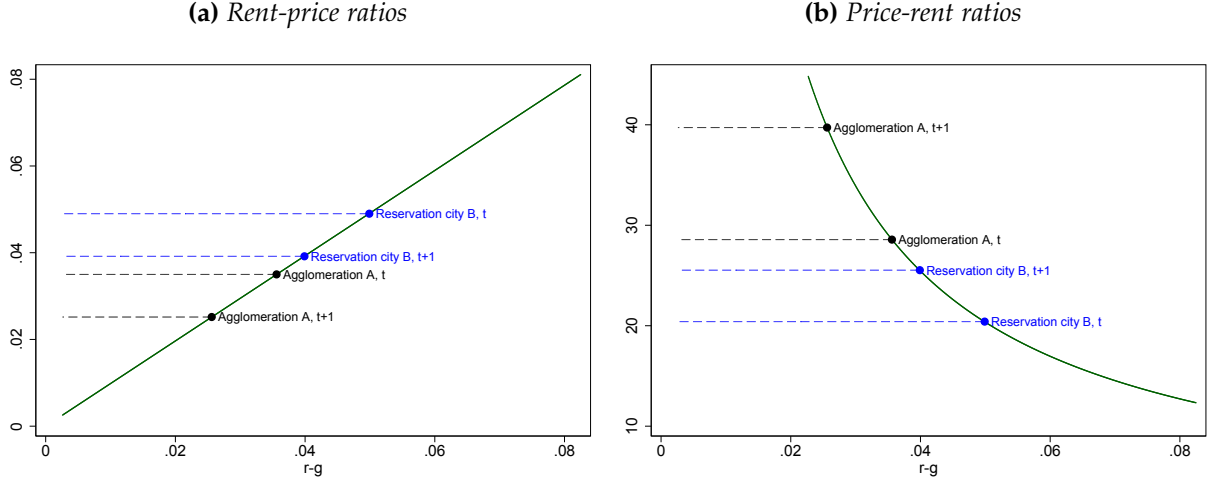 (a) Rent-price ratios
.08
.06
.04
.02
0
Reservation city B, t
Reservation city B, t+1
Agglomeration A, t
Agglomeration A, t+1
0 .02 .04 .06 .08
r-g
(b) Price-rent ratios
40
30
20
10
Agglomeration A, t+1
Agglomeration A, t
Reservation city B, t+1
Reservation city B, t
0 .02 .04 .06 .08
r-g